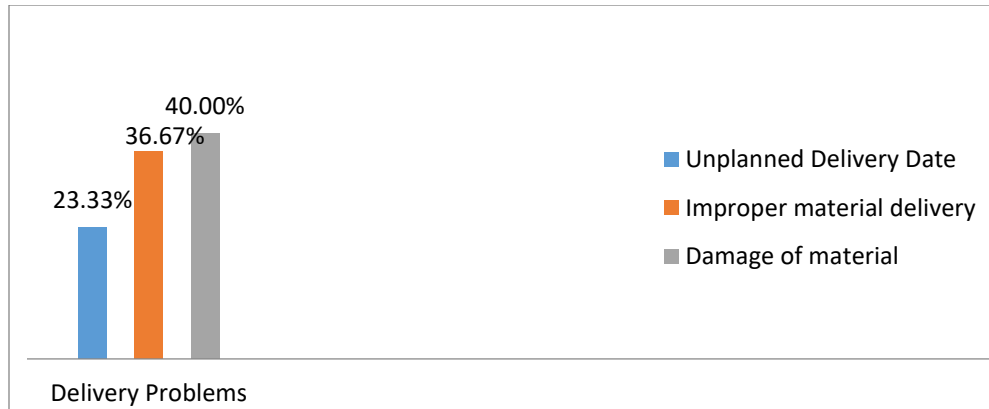 40.00%
36.67%
23.33%
Unplanned Delivery Date
Improper material delivery
Damage of material
Delivery Problems